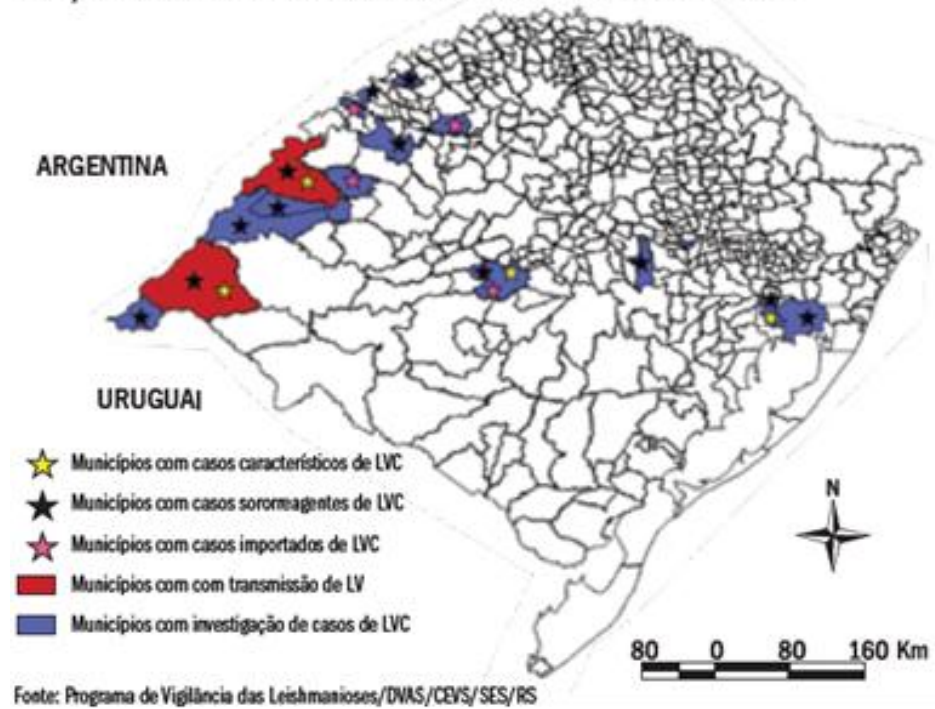 ARGENTINA
URUGUAI
Municípios com casos característicos de LVC
Municípios com casos sororreagentes de LVC
Municípios com casos importados de LVC
Municípios com com transmissão de LV
Municípios com investigação de casos de LVC
N
80 0 80 160 Km
Fonte: Programa de Vigilância das Leishmanioses/DVAS/CEVS/SES/RS